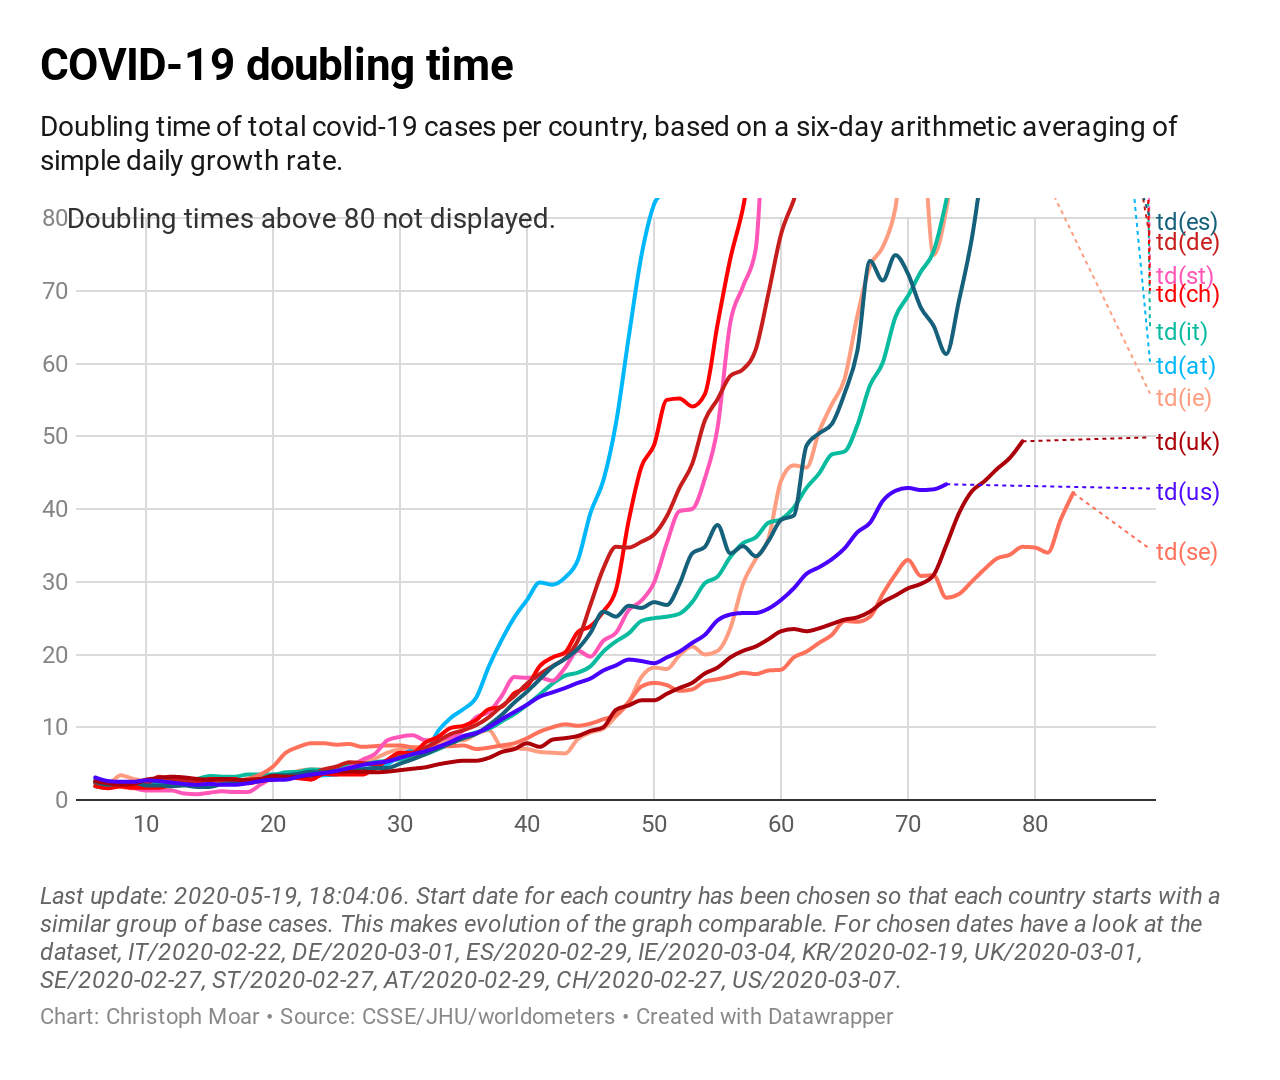 COVID-19 doubling time
Doubling time of total covid-19 cases per country, based on a six-day arithmetic averaging of
simple daily growth rate.
80
Doubling times above 80 not displayed.
td(es)
td(de)
td(st)
70
td(ch)
td(it)
60
td(at)
td(ie)
50
td(uk)
40
td(us)
30
td(se)
20
10
0
10 20 30 40 50 60 70 80
Last update: 2020-05-19, 18:04:06. Start date for each country has been chosen so that each country starts with a
similar group of base cases. This makes evolution of the graph comparable. For chosen dates have a look at the
dataset, IT/2020-02-22, DE/2020-03-01, ES/2020-02-29, IE/2020-03-04, KR/2020-02-19, UK/2020-03-01,
SE/2020-02-27, ST/2020-02-27, AT/2020-02-29, CH/2020-02-27, US/2020-03-07.
Chart: Christoph Moar • Source: CSSE/JHU/worldometers • Created with Datawrapper